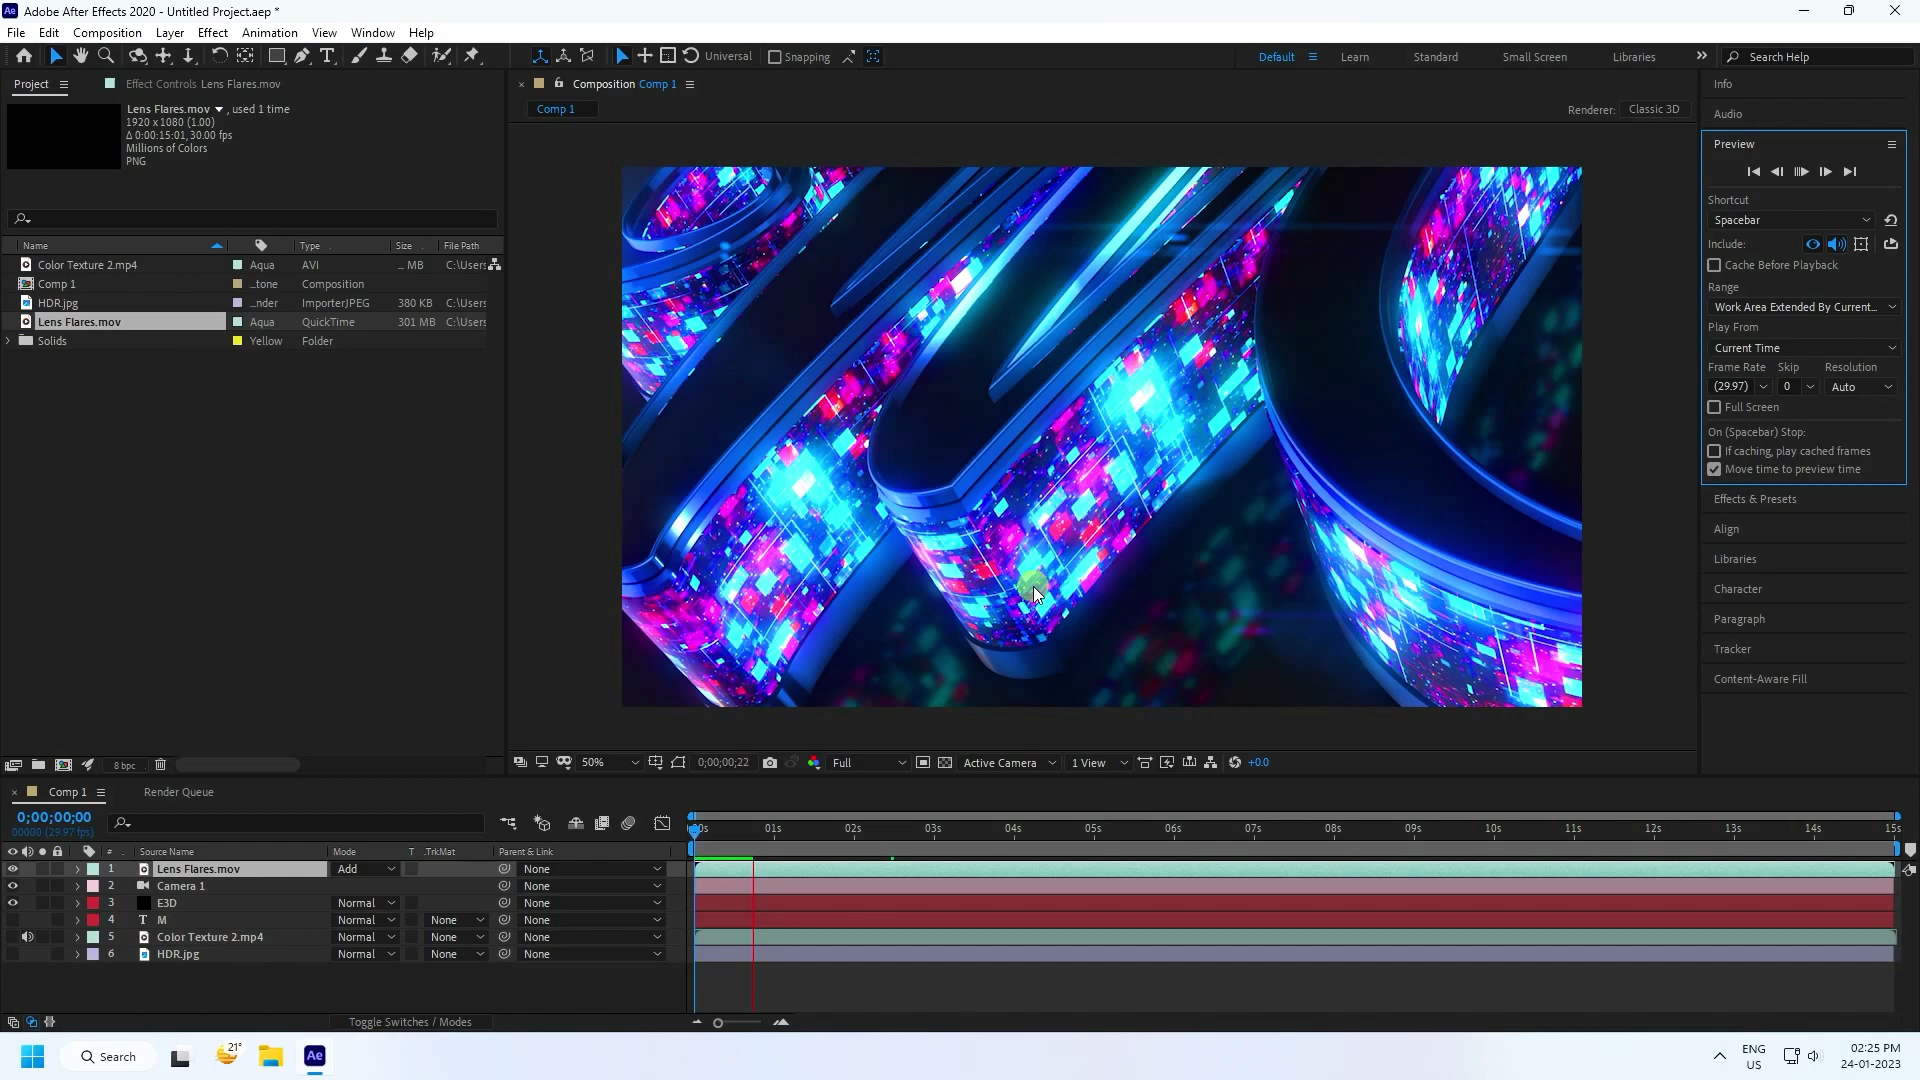 Adobe After Effects 2020 - Untitled Project.aep *
File Edit Composition Layer Effect Animation View Window Help
Universal Snapping Default Learn Standard Small Screen Libraries Search Help
Project Effect Controls Lens Flares.mov
Lens Flares.mov , used 1 time
1920 x 1080 (1.00)
Δ 0:00:15:01, 30.00 fps
Millions of Colors
PNG
Name Type Size File Path
Color Texture 2.mp4 Aqua AVI ... MB C:\Users
Comp 1 ...tone Composition
HDR.jpg ...nder ImporterJPEG 380 KB C:\Users
Lens Flares.mov Aqua QuickTime 301 MB C:\Users
Solids Yellow Folder
8 bpc
Composition Comp 1
Comp 1
Renderer: Classic 3D
50% 0;00;00;22 Full Active Camera 1 View +0.0
Info
Audio
Preview
Shortcut
Spacebar
Include:
Cache Before Playback
Range
Work Area Extended By Current...
Play From
Current Time
Frame Rate Skip Resolution
(29.97) 0 Auto
Full Screen
On (Spacebar) Stop:
If caching, play cached frames
Move time to preview time
Effects & Presets
Align
Libraries
Character
Paragraph
Tracker
Content-Aware Fill
Comp 1 Render Queue
0;00;00;00
00000 (29.97 fps)
01s 02s 03s 04s 05s 06s 07s 08s 09s 10s 11s 12s 13s 14s 15s
# Source Name Mode T .TrkMat Parent & Link
1 Lens Flares.mov Add None
2 Camera 1 None
3 E3D Normal None
4 T M Normal None None
5 Color Texture 2.mp4 Normal None None
6 HDR.jpg Normal None None
Toggle Switches / Modes
Search
21°
Ae
ENG
US
02:25 PM
24-01-2023